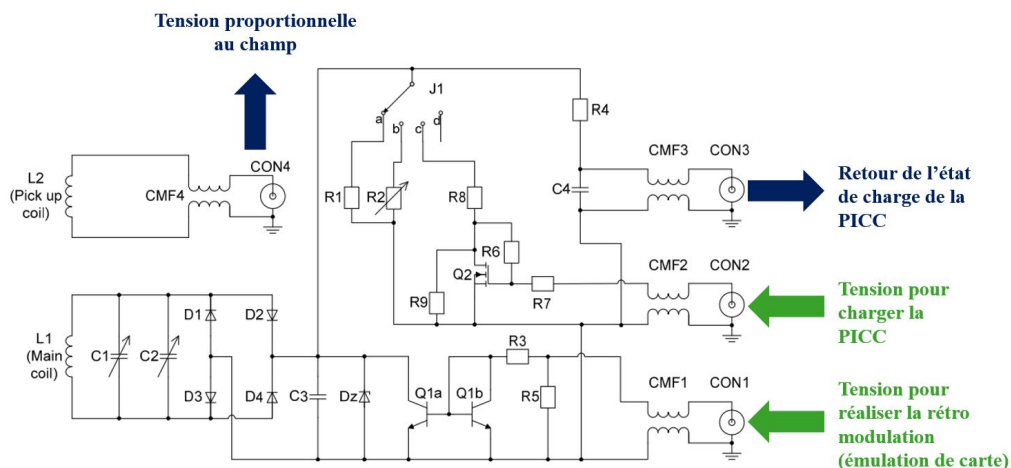 Tension proportionnelle
au champ
J1
a
b
c
d
R4
L2
(Pick up
coil)
CMF4
CON4
R1
R2
R8
C4
CMF3
CON3
Retour de l’état
de charge de la
PICC
R6
Q2
R9
R7
CMF2
CON2
Tension pour
charger la
PICC
L1
(Main
coil)
C1
C2
D1
D2
D3
D4
C3
Dz
Q1a
Q1b
R3
R5
CMF1
CON1
Tension pour
réaliser la rétro
modulation
(émulation de carte)